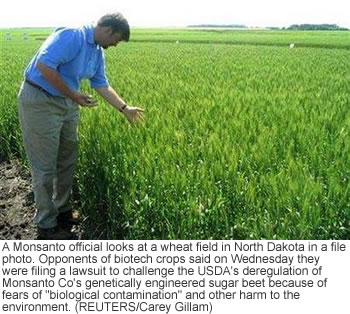 A Monsanto official looks at a wheat field in North Dakota in a file
photo. Opponents of biotech crops said on Wednesday they
were filing a lawsuit to challenge the USDA's deregulation of
Monsanto Co's genetically engineered sugar beet because of
fears of "biological contamination" and other harm to the
environment. (REUTERS/Carey Gillam)